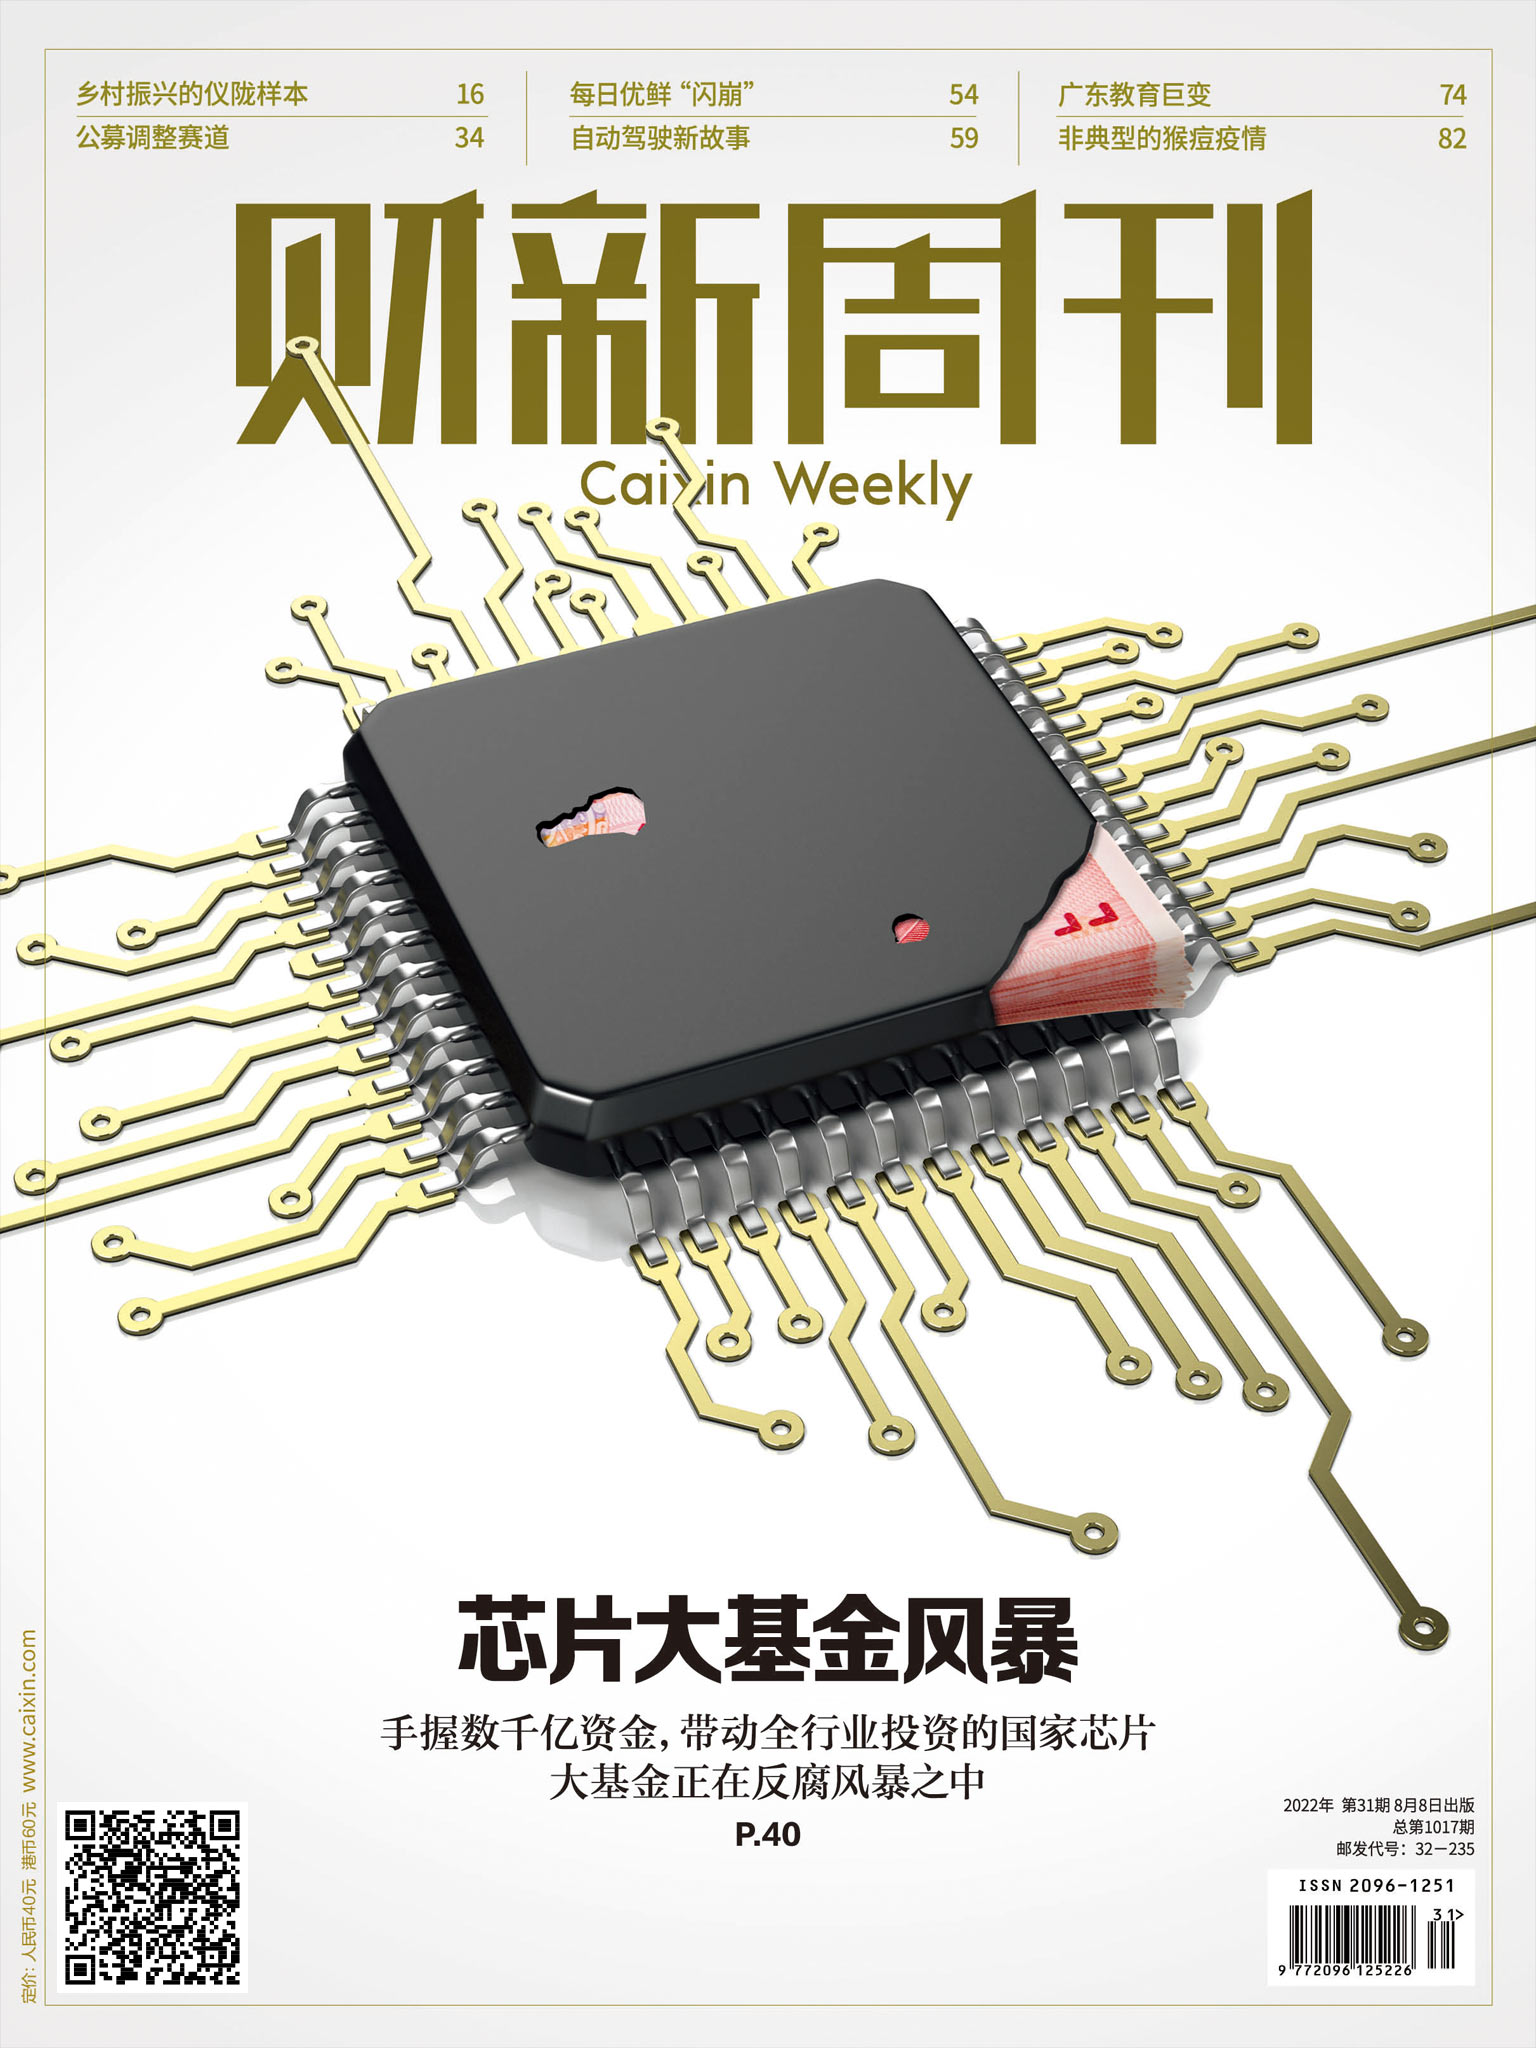 乡村振兴的仪陇样本 16
公募调整赛道 34
每日优鲜“闪崩” 54
自动驾驶新故事 59
广东教育巨变 74
非典型的猴痘疫情 82
财新周刊
Caixin Weekly
芯片大基金风暴
手握数千亿资金，带动全行业投资的国家芯片
大基金正在反腐风暴之中
P.40
定价：人民币40元 港币60元 www.caixin.com
2022年 第31期 8月8日出版
总第1017期
邮发代号：32－235
ISSN 2096-1251
31>
9 772096 125226